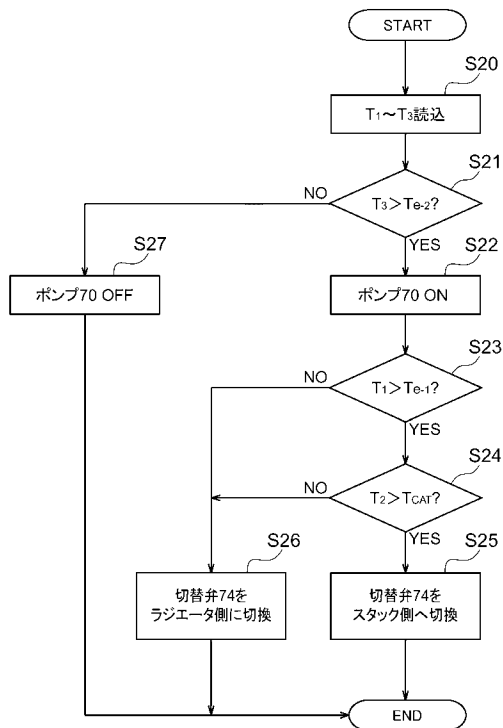 START
S20
T₁～T₃読込
S21
T₃＞Te-2?
NO
YES
S27
ポンプ70 OFF
S22
ポンプ70 ON
S23
T₁＞Te-1?
NO
YES
S24
T₂＞TCAT?
NO
YES
S26
切替弁74を
ラジエータ側に切換
S25
切替弁74を
スタック側へ切換
END